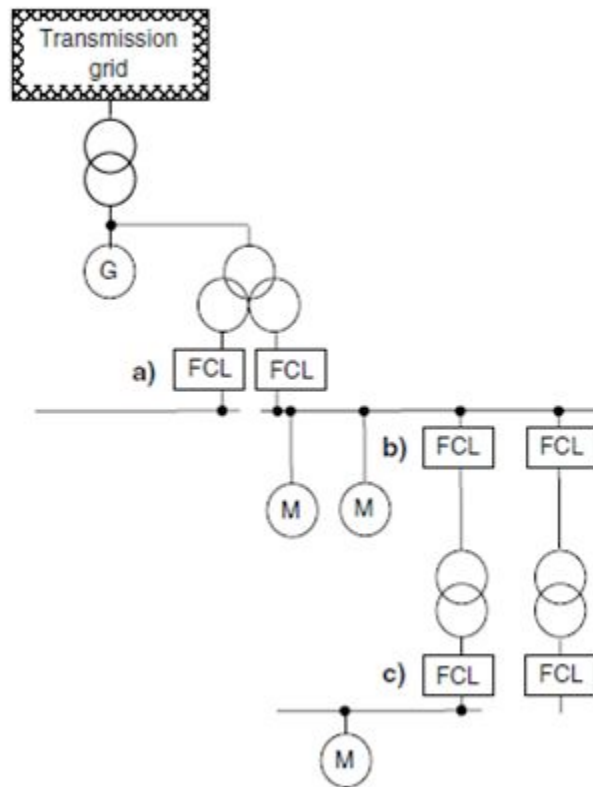 Transmission
grid
G
a) FCL FCL
b) FCL FCL
M M
c) FCL FCL
M